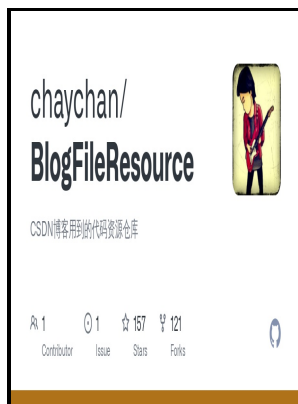 chaychan/
BlogFileResource
CSDN博客用到的代码资源仓库
1 1 157 121
Contributor Issue Stars Forks